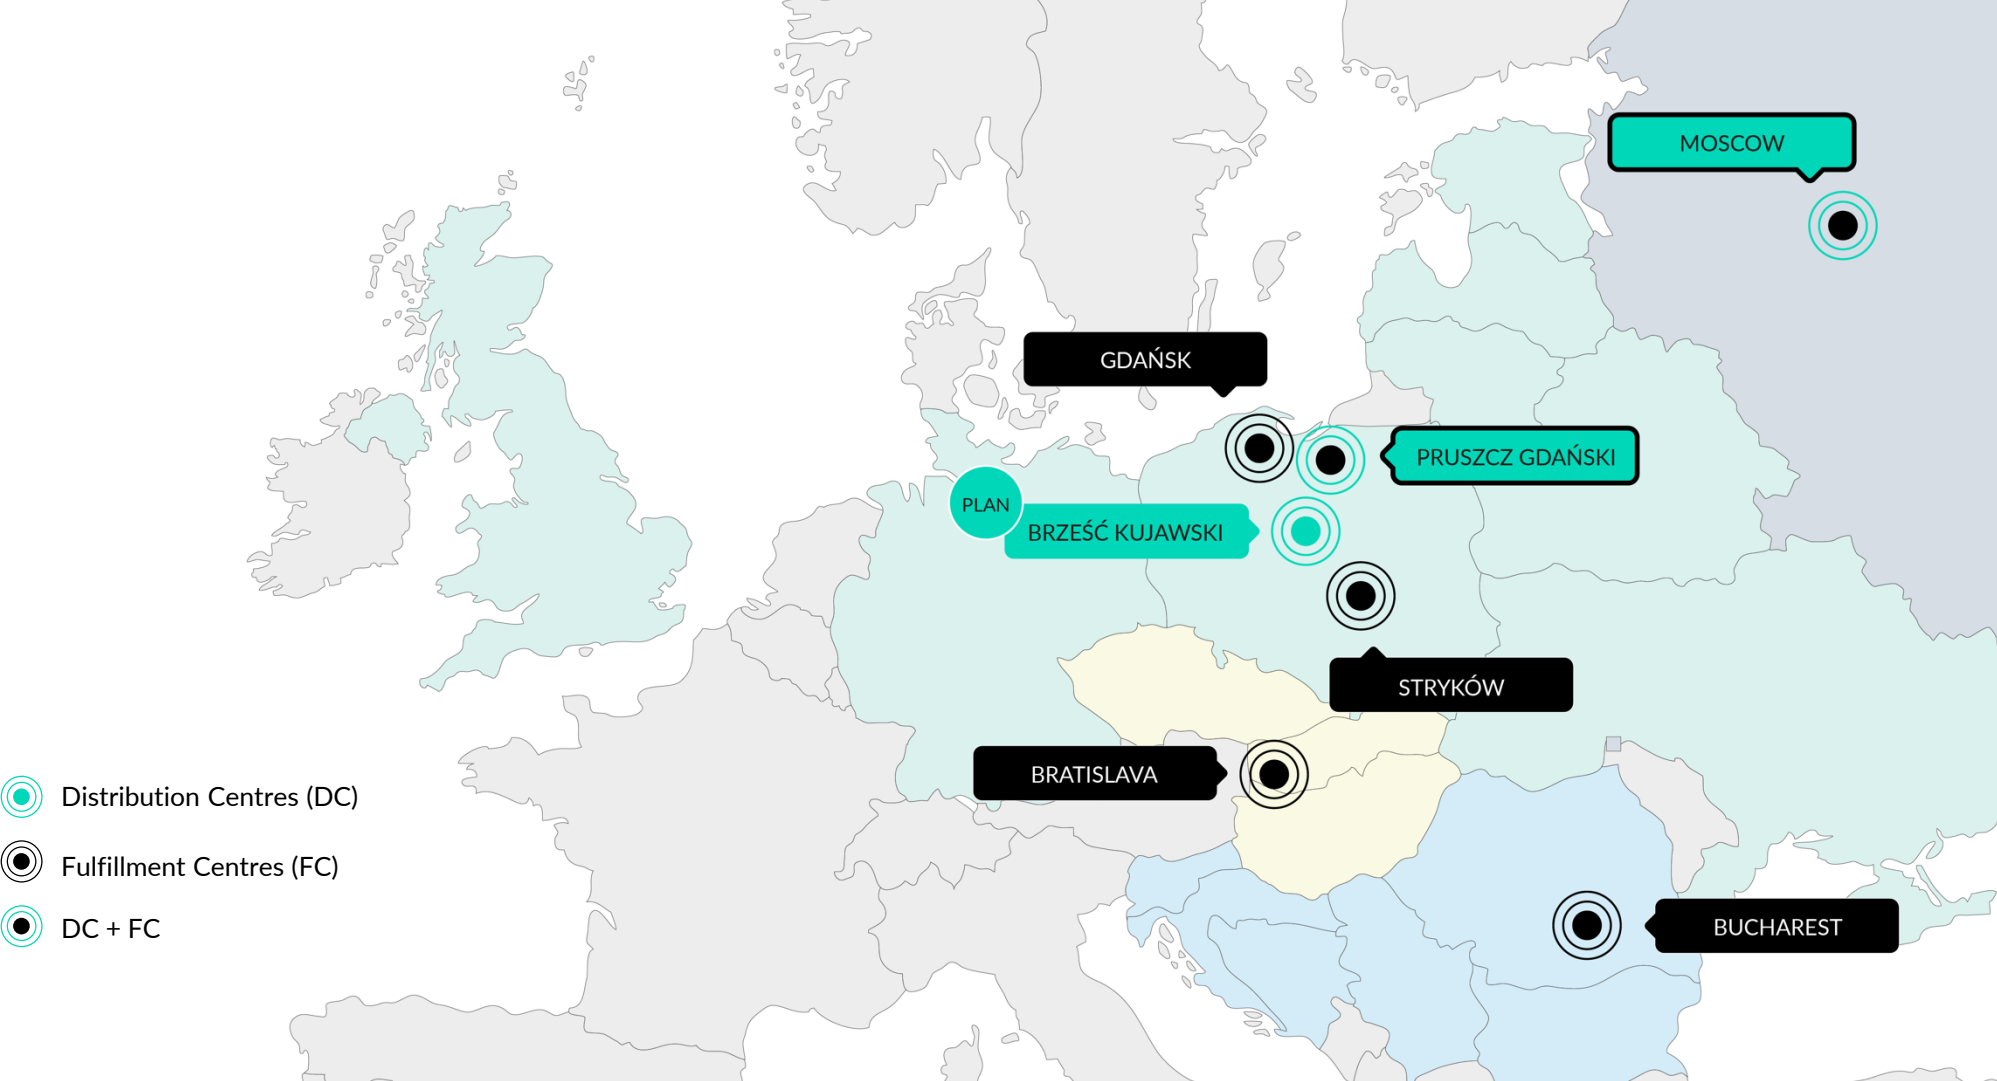 MOSCOW
GDAŃSK
PRUSZCZ GDAŃSKI
PLAN
BRZEŚĆ KUJAWSKI
STRYKÓW
BRATISLAVA
Distribution Centres (DC)
Fulfillment Centres (FC)
DC + FC
BUCHAREST